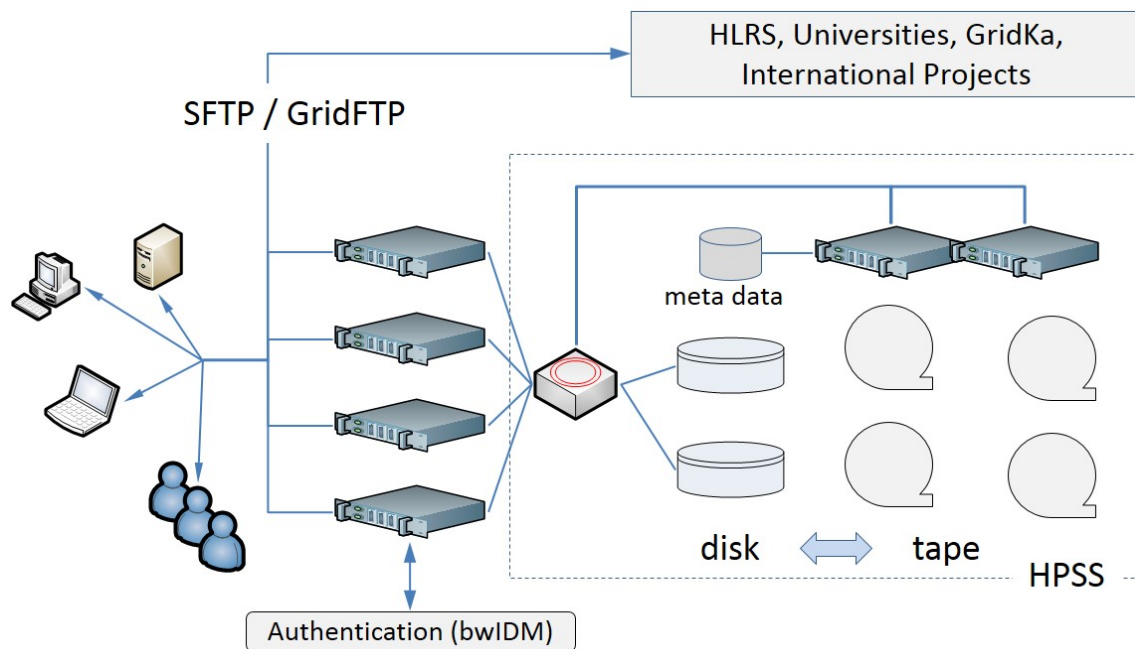 HLRS, Universities, GridKa,
International Projects
SFTP / GridFTP
meta data
disk
tape
HPSS
Authentication (bwIDM)